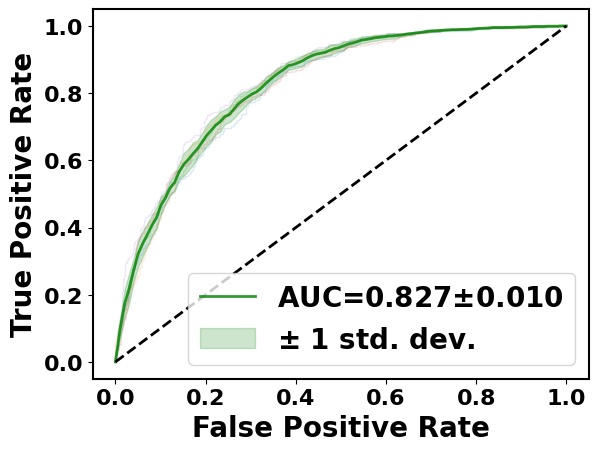 1.0
0.8
0.6
0.4
0.2
0.0
True Positive Rate
AUC=0.827±0.010
± 1 std. dev.
0.0 0.2 0.4 0.6 0.8 1.0
False Positive Rate